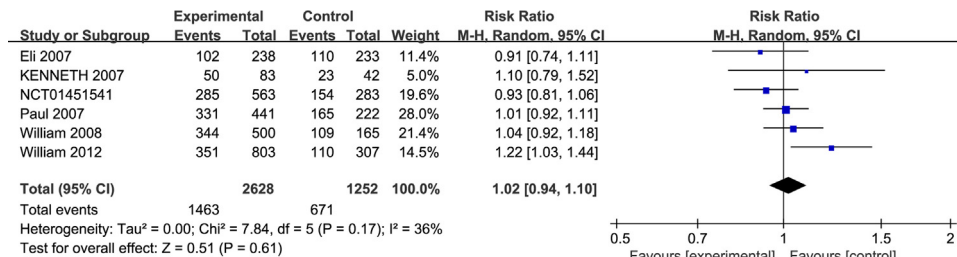 Experimental Control Risk Ratio Risk Ratio
Study or Subgroup Events Total Events Total Weight M-H, Random, 95% CI M-H, Random, 95% CI
Eli 2007 102 238 110 233 11.4% 0.91 [0.74, 1.11]
KENNETH 2007 50 83 23 42 5.0% 1.10 [0.79, 1.52]
NCT01451541 285 563 154 283 19.6% 0.93 [0.81, 1.06]
Paul 2007 331 441 165 222 28.0% 1.01 [0.92, 1.11]
William 2008 344 500 109 165 21.4% 1.04 [0.92, 1.18]
William 2012 351 803 110 307 14.5% 1.22 [1.03, 1.44]
Total (95% CI) 2628 1252 100.0% 1.02 [0.94, 1.10]
Total events 1463 671
Heterogeneity: Tau² = 0.00; Chi² = 7.84, df = 5 (P = 0.17); I² = 36%
Test for overall effect: Z = 0.51 (P = 0.61)
0.5 0.7 1 1.5 2
Favours [experimental] Favours [control]